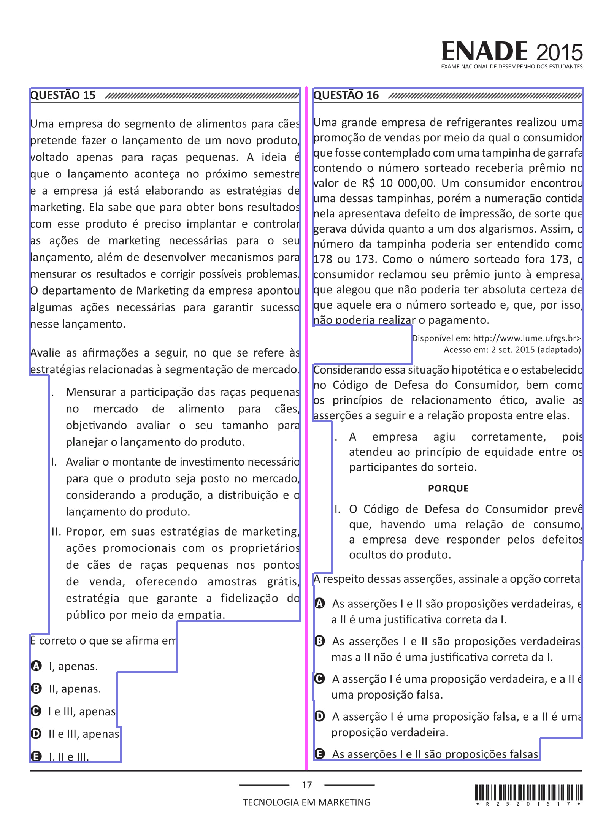 ENADE 2015
EXAME NACIONAL DE DESEMPENHO DOS ESTUDANTES
QUESTÃO 15
Uma empresa do segmento de alimentos para cães
pretende fazer o lançamento de um novo produto,
voltado apenas para raças pequenas. A ideia é
que o lançamento aconteça no próximo semestre
e a empresa já está elaborando as estratégias de
marketing. Ela sabe que para obter bons resultados
com esse produto é preciso implantar e controlar
as ações de marketing necessárias para o seu
lançamento, além de desenvolver mecanismos para
mensurar os resultados e corrigir possíveis problemas.
O departamento de Marketing da empresa apontou
algumas ações necessárias para garantir sucesso
nesse lançamento.
Avalie as afirmações a seguir, no que se refere às
estratégias relacionadas à segmentação de mercado.
. Mensurar a participação das raças pequenas
no mercado de alimento para cães,
objetivando avaliar o seu tamanho para
planejar o lançamento do produto.
I. Avaliar o montante de investimento necessário
para que o produto seja posto no mercado,
considerando a produção, a distribuição e o
lançamento do produto.
II. Propor, em suas estratégias de marketing,
ações promocionais com os proprietários
de cães de raças pequenas nos pontos
de venda, oferecendo amostras grátis,
estratégia que garante a fidelização do
público por meio da empatia.
É correto o que se afirma em
A I, apenas.
B II, apenas.
C I e III, apenas
D II e III, apenas
E I, II e III.
QUESTÃO 16
Uma grande empresa de refrigerantes realizou uma
promoção de vendas por meio da qual o consumidor
que fosse contemplado com uma tampinha de garrafa
contendo o número sorteado receberia prêmio no
valor de R$ 10 000,00. Um consumidor encontrou
uma dessas tampinhas, porém a numeração contida
nela apresentava defeito de impressão, de sorte que
gerava dúvida quanto a um dos algarismos. Assim, o
número da tampinha poderia ser entendido como
178 ou 173. Como o número sorteado fora 173, o
consumidor reclamou seu prêmio junto à empresa,
que alegou que não poderia ter absoluta certeza de
que aquele era o número sorteado e, que, por isso,
não poderia realizar o pagamento.
Disponível em: http://www.lume.ufrgs.br>
Acesso em: 2 set. 2015 (adaptado)
Considerando essa situação hipotética e o estabelecido
no Código de Defesa do Consumidor, bem como
os princípios de relacionamento ético, avalie as
asserções a seguir e a relação proposta entre elas.
. A empresa agiu corretamente, pois
atendeu ao princípio de equidade entre os
participantes do sorteio.
PORQUE
I. O Código de Defesa do Consumidor prevê
que, havendo uma relação de consumo,
a empresa deve responder pelos defeitos
ocultos do produto.
A respeito dessas asserções, assinale a opção correta
A As asserções I e II são proposições verdadeiras, e
a II é uma justificativa correta da I.
B As asserções I e II são proposições verdadeiras
mas a II não é uma justificativa correta da I.
C A asserção I é uma proposição verdadeira, e a II é
uma proposição falsa.
D A asserção I é uma proposição falsa, e a II é uma
proposição verdadeira.
E As asserções I e II são proposições falsas
17
TECNOLOGIA EM MARKETING